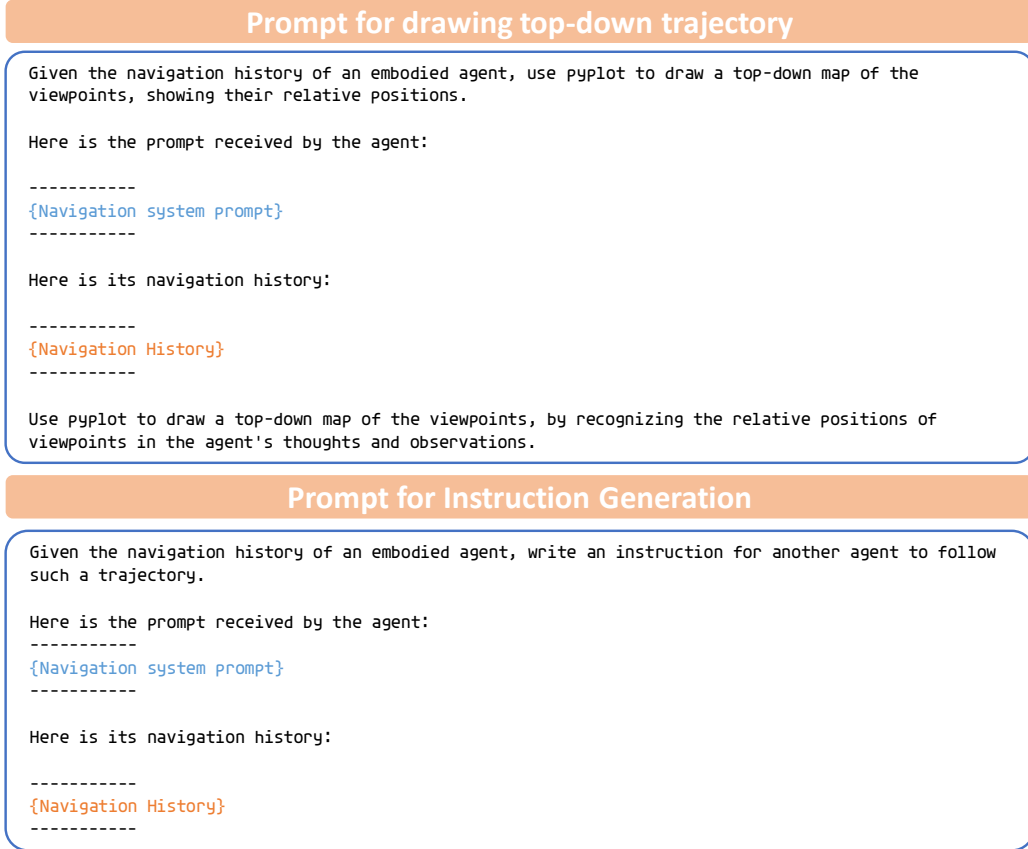 Prompt for drawing top-down trajectory
Given the navigation history of an embodied agent, use pyplot to draw a top-down map of the
viewpoints, showing their relative positions.
Here is the prompt received by the agent:
-----------
{Navigation system prompt}
-----------
Here is its navigation history:
-----------
{Navigation History}
-----------
Use pyplot to draw a top-down map of the viewpoints, by recognizing the relative positions of
viewpoints in the agent's thoughts and observations.
Prompt for Instruction Generation
Given the navigation history of an embodied agent, write an instruction for another agent to follow
such a trajectory.
Here is the prompt received by the agent:
-----------
{Navigation system prompt}
-----------
Here is its navigation history:
-----------
{Navigation History}
-----------